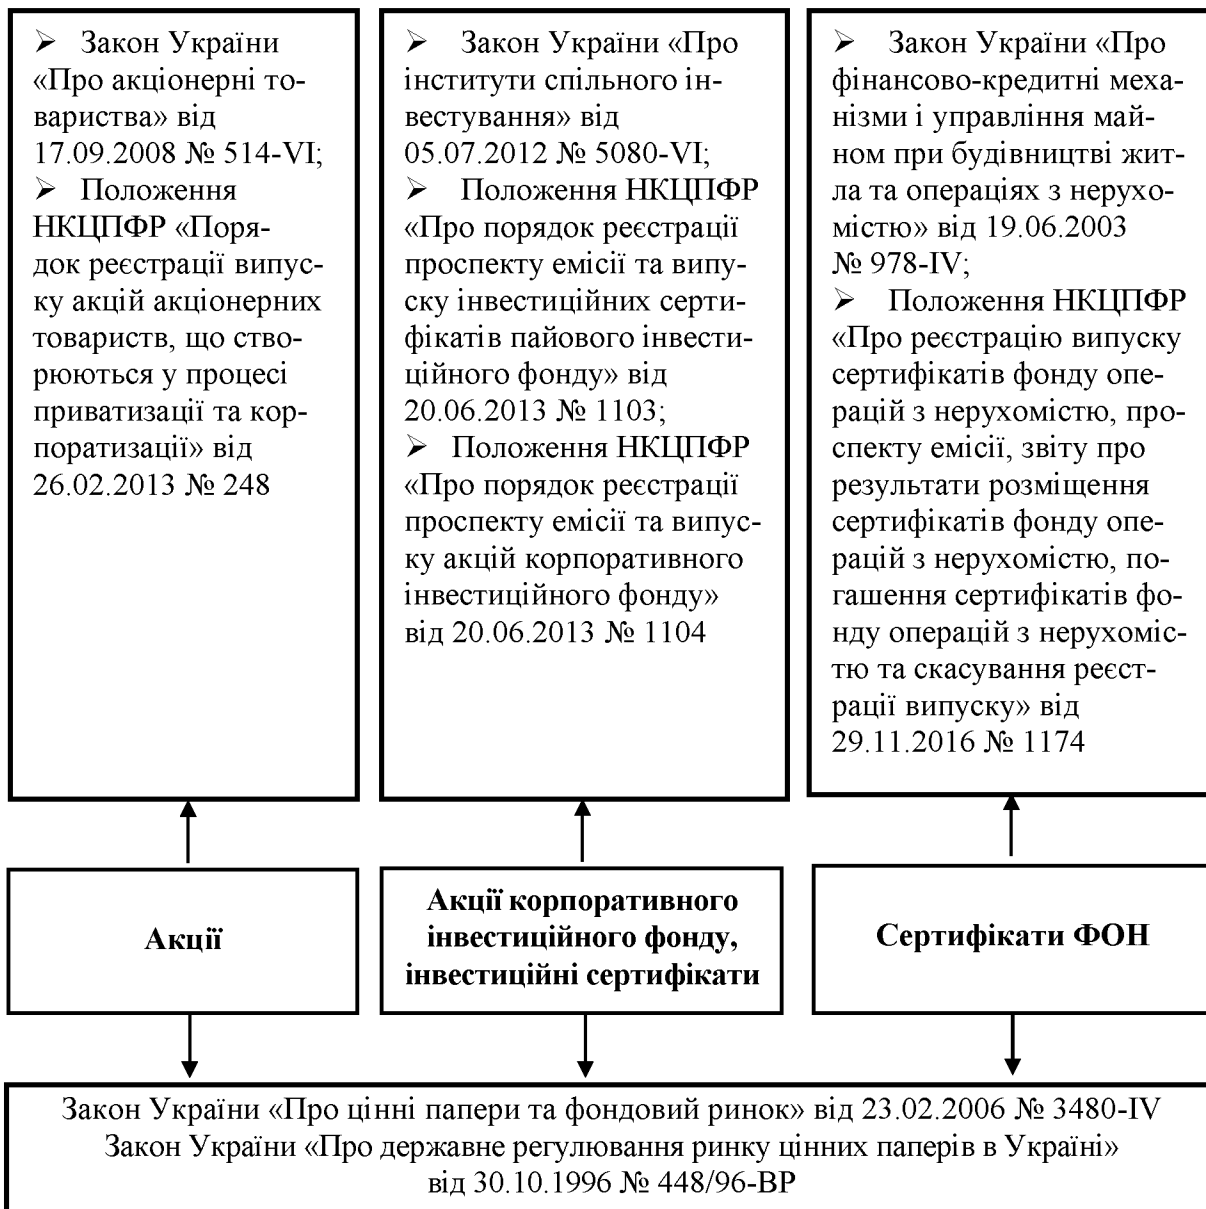 ➢ Закон України
«Про акціонерні то-
вариства» від
17.09.2008 № 514-VI;
➢ Положення
НКЦПФР «Поря-
док реєстрації випус-
ку акцій акціонерних
товариств, що ство-
рюються у процесі
приватизації та кор-
поратизації» від
26.02.2013 № 248
➢ Закон України «Про
інститути спільного ін-
вестування» від
05.07.2012 № 5080-VI;
➢ Положення НКЦПФР
«Про порядок реєстрації
проспекту емісії та випу-
ску інвестиційних серти-
фікатів пайового інвести-
ційного фонду» від
20.06.2013 № 1103;
➢ Положення НКЦПФР
«Про порядок реєстрації
проспекту емісії та випус-
ку акцій корпоративного
інвестиційного фонду»
від 20.06.2013 № 1104
➢ Закон України «Про
фінансово-кредитні меха-
нізми і управління май-
ном при будівництві жит-
ла та операціях з нерухо-
містю» від 19.06.2003
№ 978-IV;
➢ Положення НКЦПФР
«Про реєстрацію випуску
сертифікатів фонду опе-
рацій з нерухомістю, про-
спекту емісії, звіту про
результати розміщення
сертифікатів фонду опе-
рацій з нерухомістю, по-
гашення сертифікатів фо-
нду операцій з нерухоміс-
тю та скасування реєст-
рації випуску» від
29.11.2016 № 1174
Акції
Акції корпоративного
інвестиційного фонду,
інвестиційні сертифікати
Сертифікати ФОН
Закон України «Про цінні папери та фондовий ринок» від 23.02.2006 № 3480-IV
Закон України «Про державне регулювання ринку цінних паперів в Україні»
від 30.10.1996 № 448/96-ВР